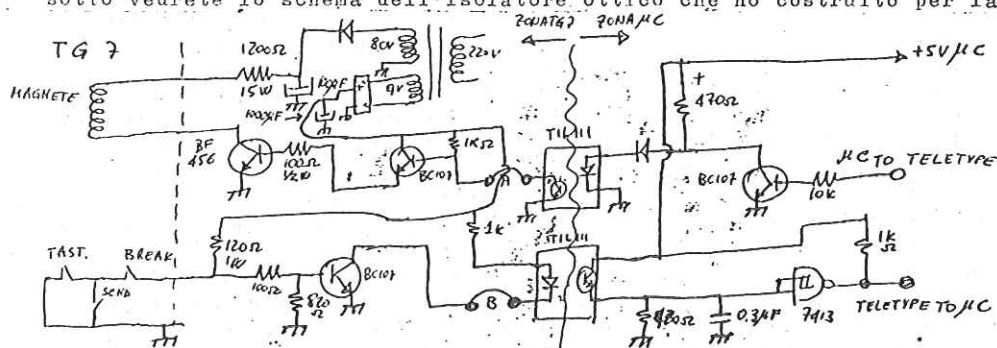 sotto vedrete lo schema dell'isolatore ottico che ho costruito per la
TG 7
ZONA TG7
ZONA µC
+5V µC
MAGNETE
1200Ω
15W
80V
220V
9V
1000µF
470Ω
+
1KΩ
TIL111
BF
456
100Ω
1/2W
BC107
A
BC107
µC TO TELETYPE
10K
TAST.
BREAK
SEND
120Ω
1W
1K
TIL111
1K
Ω
100Ω
820
Ω
BC107
B
0.3µF
7413
TELETYPE TO µC